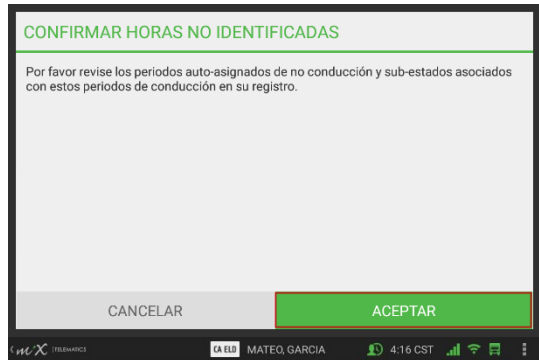 CONFIRMAR HORAS NO IDENTIFICADAS
Por favor revise los periodos auto-asignados de no conducción y sub-estados asociados
con estos periodos de conducción en su registro.
CANCELAR
ACEPTAR
mX [TELEMATICS CA ELD MATEO, GARCIA 4:16 CST